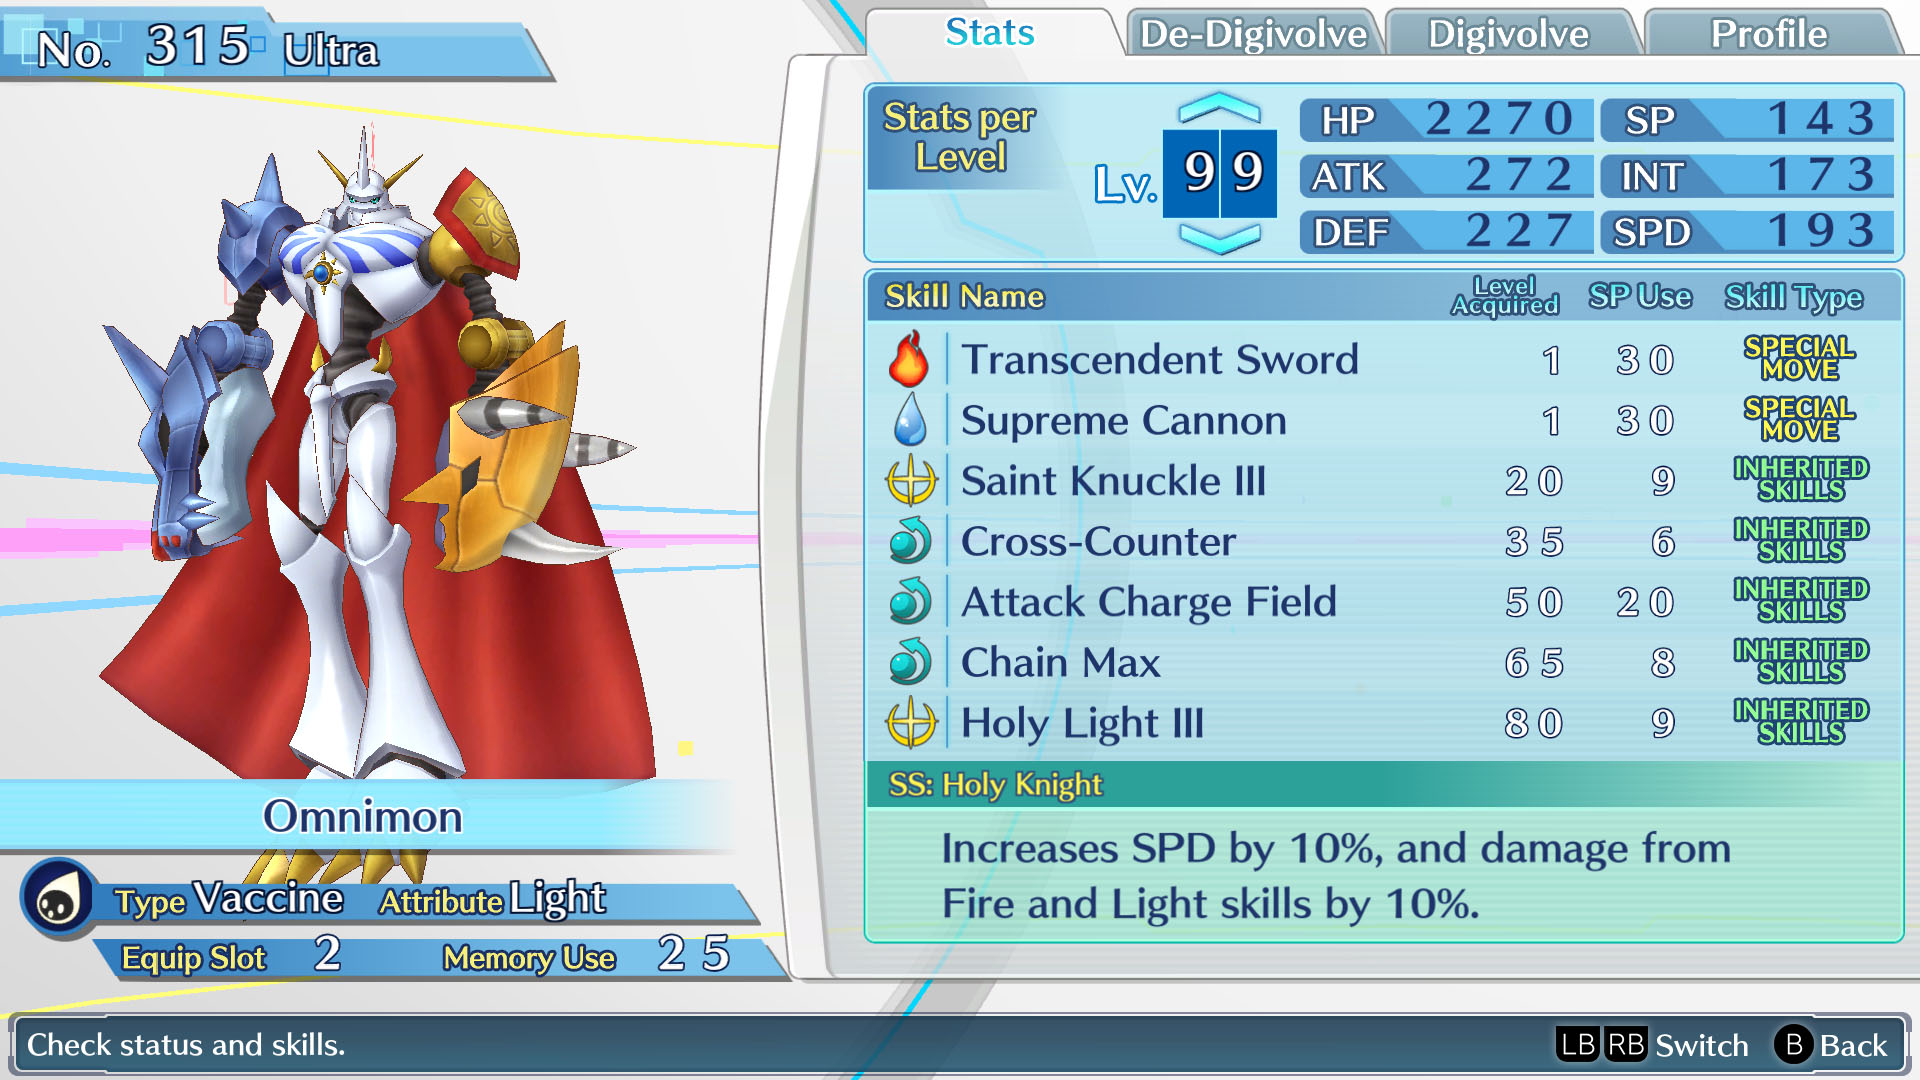 No. 315 Ultra
Stats De-Digivolve Digivolve Profile
Stats per
Level
Lv. 99
HP 2270 SP 143
ATK 272 INT 173
DEF 227 SPD 193
Skill Name Level Acquired SP Use Skill Type
Transcendent Sword 1 30 SPECIAL MOVE
Supreme Cannon 1 30 SPECIAL MOVE
Saint Knuckle III 20 9 INHERITED SKILLS
Cross-Counter 35 6 INHERITED SKILLS
Attack Charge Field 50 20 INHERITED SKILLS
Chain Max 65 8 INHERITED SKILLS
Holy Light III 80 9 INHERITED SKILLS
SS: Holy Knight
Increases SPD by 10%, and damage from
Fire and Light skills by 10%.
Omnimon
Type Vaccine Attribute Light
Equip Slot 2 Memory Use 25
Check status and skills.
LB RB Switch B Back